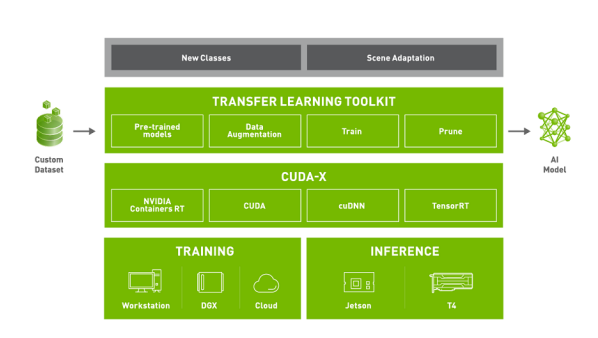 New Classes
Scene Adaptation
TRANSFER LEARNING TOOLKIT
Pre-trained
models
Data
Augmentation
Train
Prune
Custom
Dataset
AI
Model
CUDA-X
NVIDIA
Containers RT
CUDA
cuDNN
TensorRT
TRAINING
Workstation
DGX
Cloud
INFERENCE
Jetson
T4